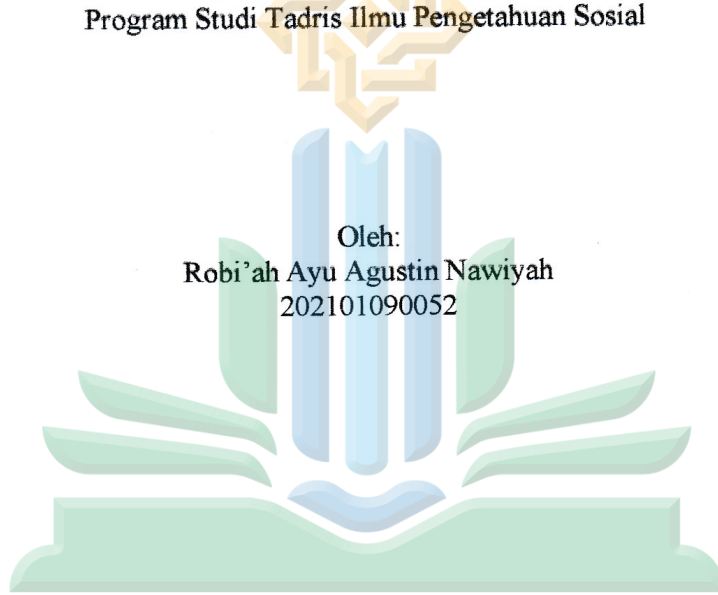 Program Studi Tadris Ilmu Pengetahuan Sosial
Oleh:
Robi’ah Ayu Agustin Nawiyah
202101090052